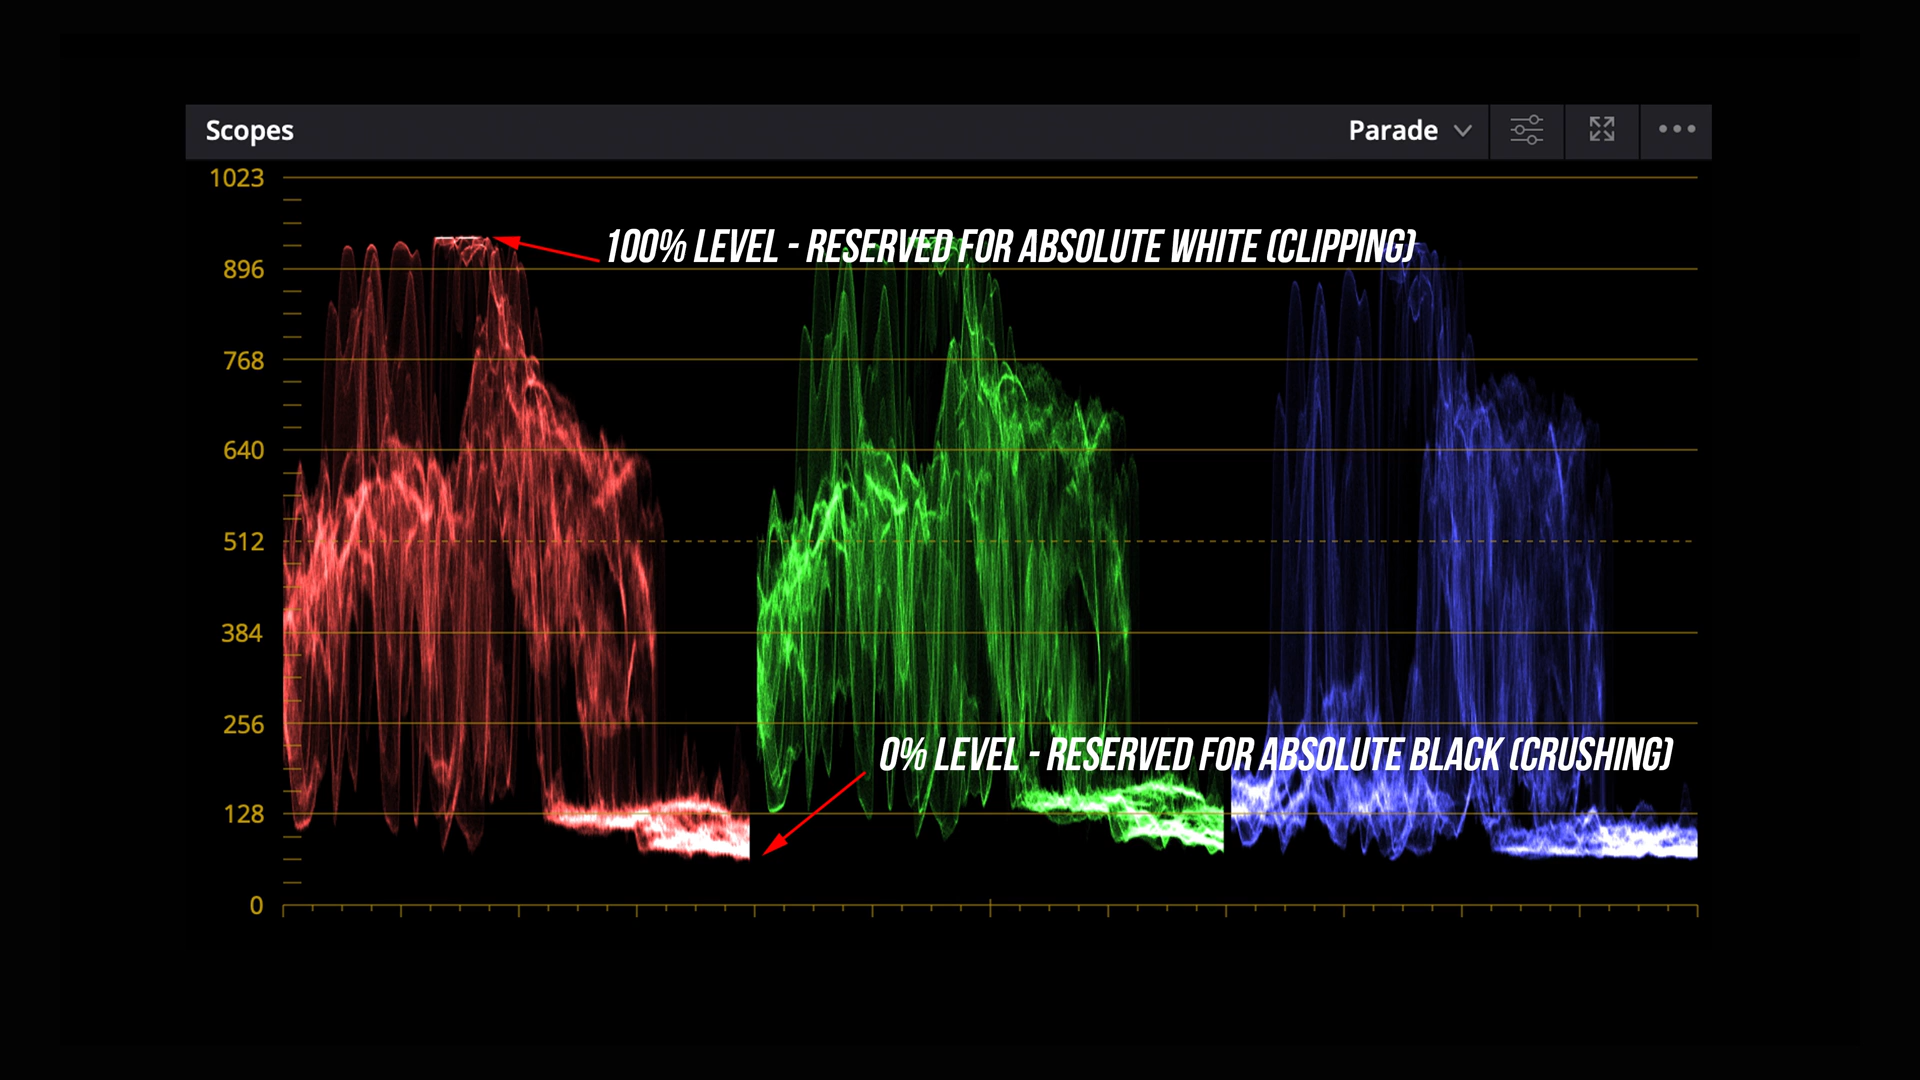 Scopes
Parade
1023
100% LEVEL - RESERVED FOR ABSOLUTE WHITE (CLIPPING)
896
768
640
512
384
256
0% LEVEL - RESERVED FOR ABSOLUTE BLACK (CRUSHING)
128
0